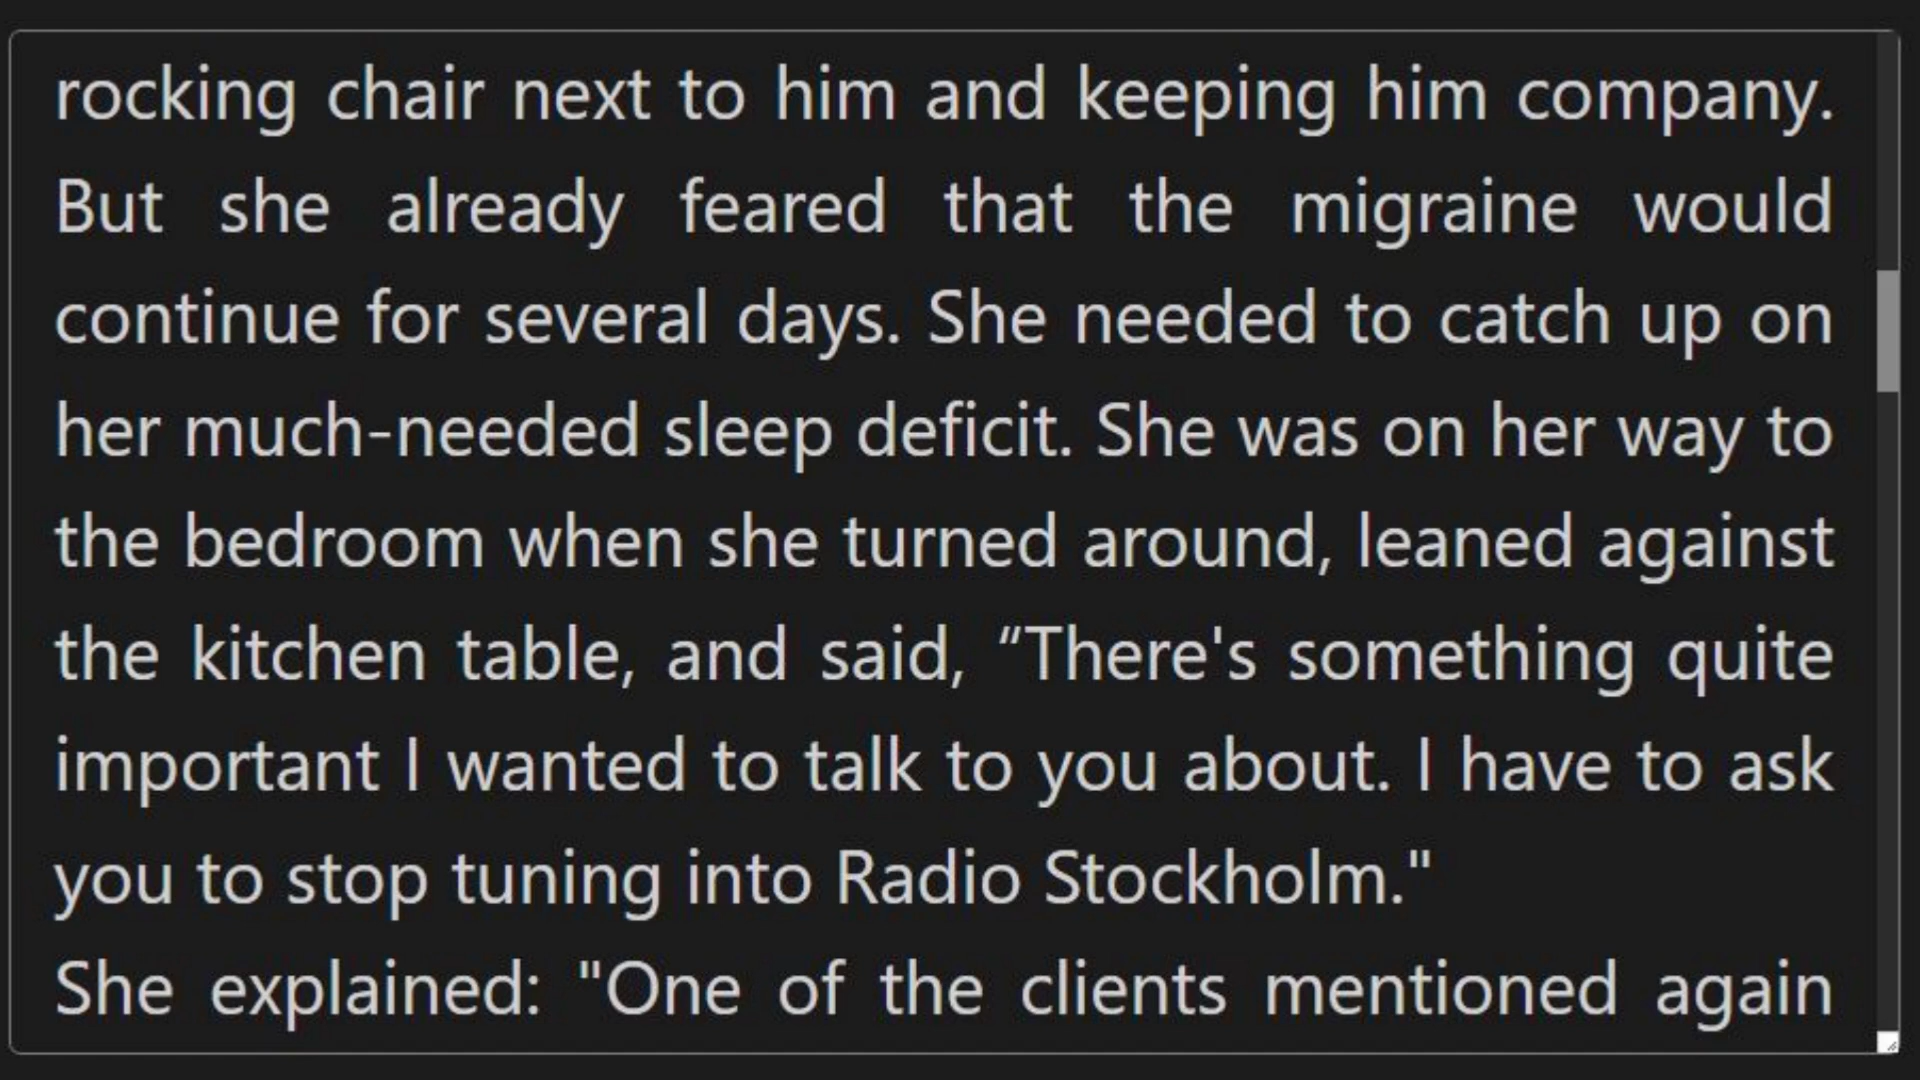 rocking chair next to him and keeping him company.
But she already feared that the migraine would
continue for several days. She needed to catch up on
her much-needed sleep deficit. She was on her way to
the bedroom when she turned around, leaned against
the kitchen table, and said, “There's something quite
important I wanted to talk to you about. I have to ask
you to stop tuning into Radio Stockholm."
She explained: "One of the clients mentioned again